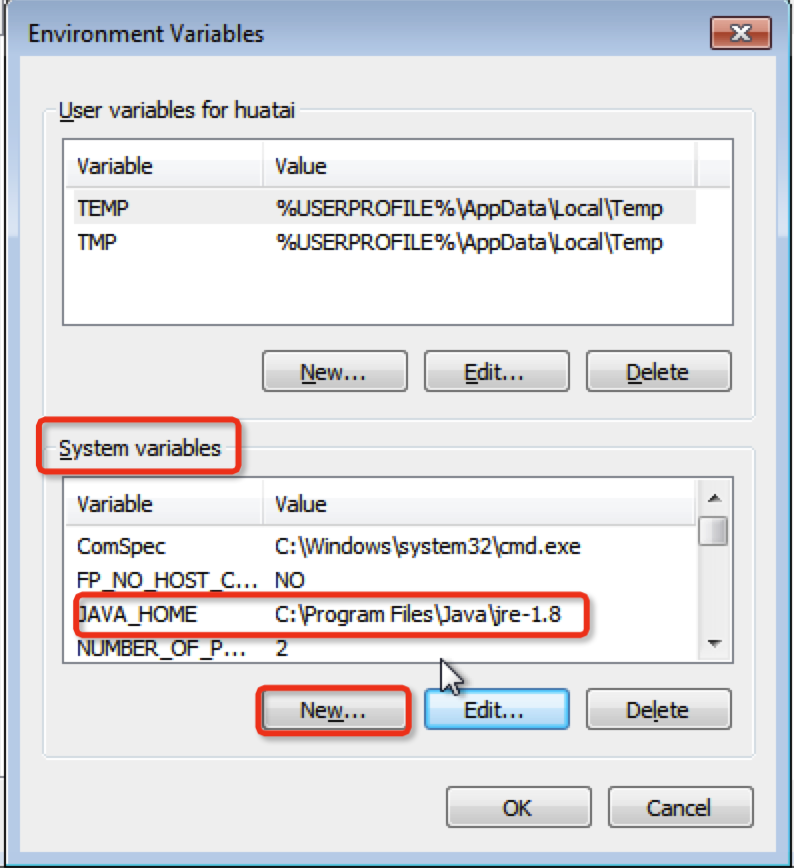 Environment Variables
User variables for huatai
Variable Value
TEMP %USERPROFILE%\AppData\Local\Temp
TMP %USERPROFILE%\AppData\Local\Temp
New... Edit... Delete
System variables
Variable Value
ComSpec C:\Windows\system32\cmd.exe
FP_NO_HOST_C... NO
JAVA_HOME C:\Program Files\Java\jre-1.8
NUMBER_OF_P... 2
New... Edit... Delete
OK Cancel